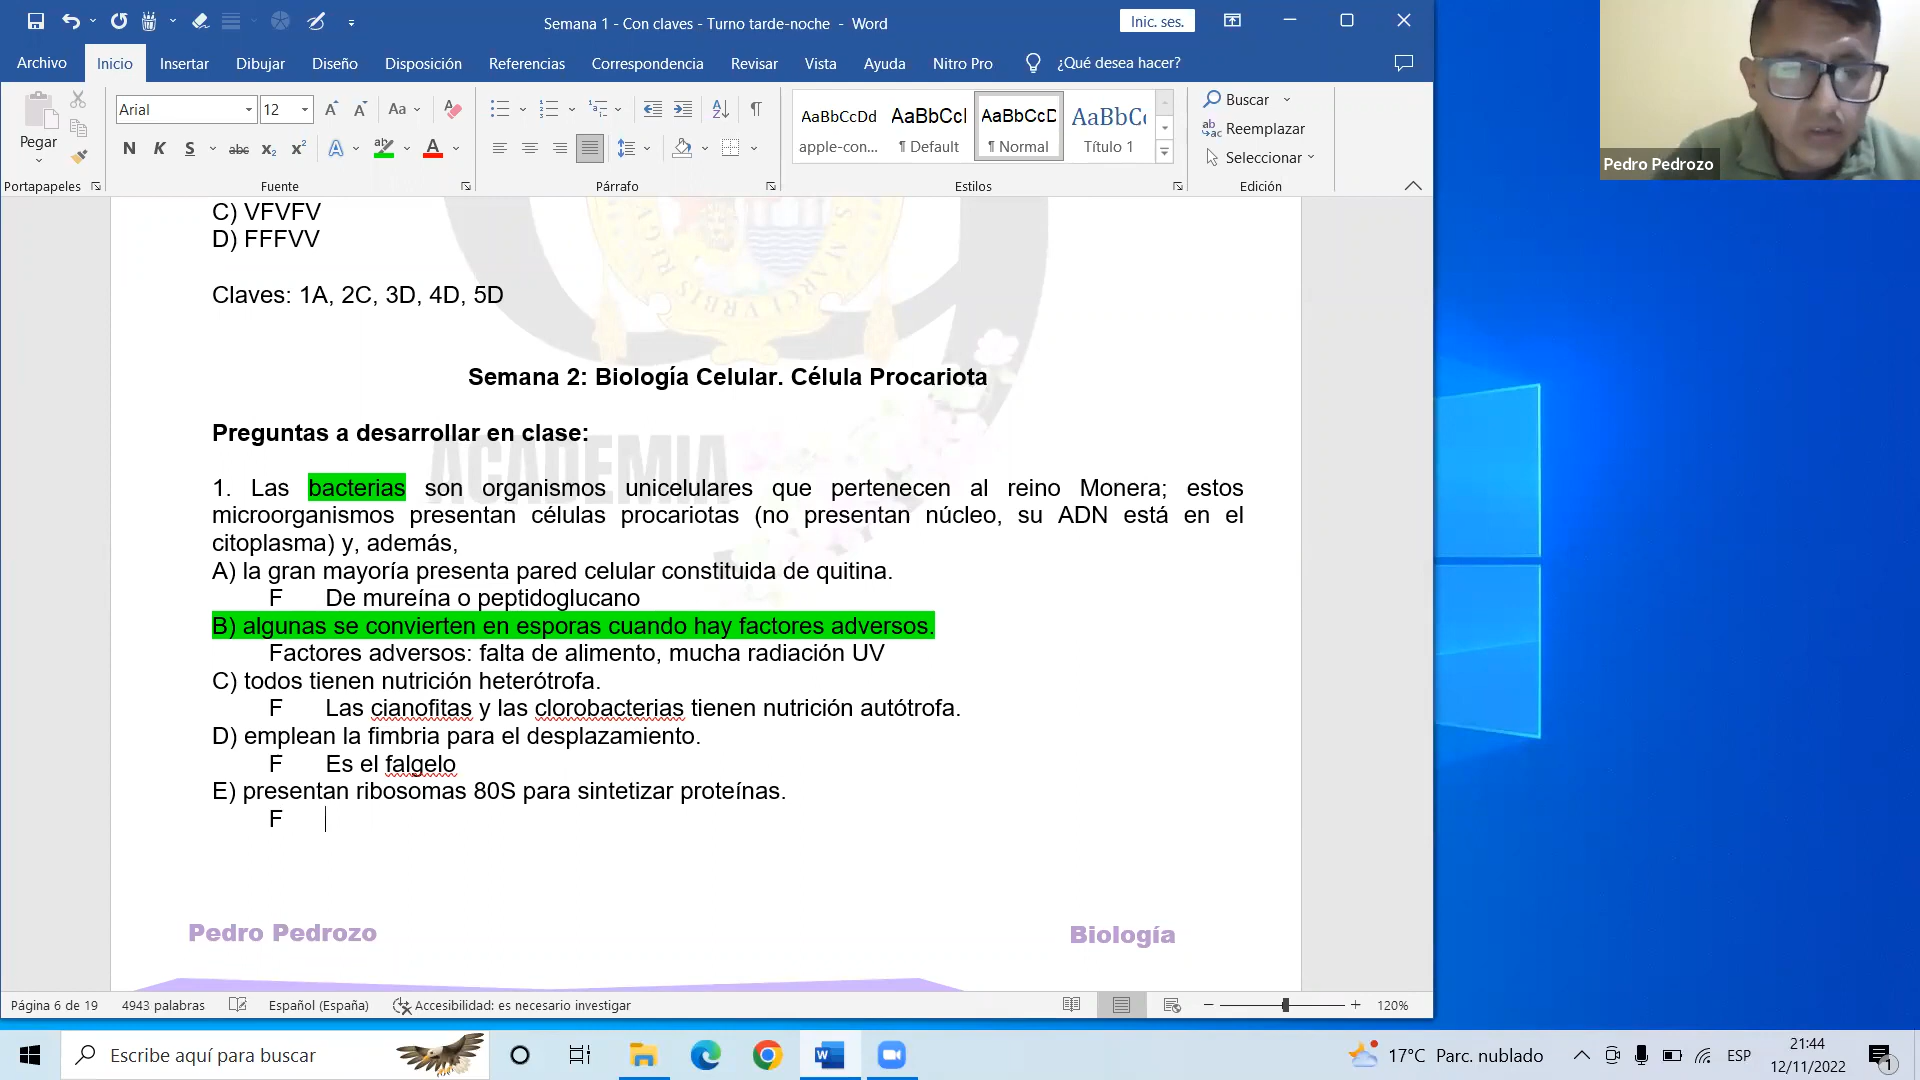 Semana 1 - Con claves - Turno tarde-noche - Word
Inic. ses.
Archivo Inicio Insertar Dibujar Diseño Disposición Referencias Correspondencia Revisar Vista Ayuda Nitro Pro ¿Qué desea hacer?
Pegar
Arial 12
Aa
N K S abc x₂ x² A ab A
AaBbCcDd AaBbCcI AaBbCcD AaBbCc
apple-con... ¶ Default ¶ Normal Título 1
Buscar
Reemplazar
Seleccionar
Portapapeles Fuente Párrafo Estilos Edición
Pedro Pedrozo
C) VFVFV
D) FFFVV
Claves: 1A, 2C, 3D, 4D, 5D
Semana 2: Biología Celular. Célula Procariota
Preguntas a desarrollar en clase:
ACADEMIA
1. Las bacterias son organismos unicelulares que pertenecen al reino Monera; estos
microorganismos presentan células procariotas (no presentan núcleo, su ADN está en el
citoplasma) y, además,
A) la gran mayoría presenta pared celular constituida de quitina.
F De mureína o peptidoglucano
B) algunas se convierten en esporas cuando hay factores adversos.
Factores adversos: falta de alimento, mucha radiación UV
C) todos tienen nutrición heterótrofa.
F Las cianofitas y las clorobacterias tienen nutrición autótrofa.
D) emplean la fimbria para el desplazamiento.
F Es el falgelo
E) presentan ribosomas 80S para sintetizar proteínas.
F
Pedro Pedrozo Biología
Página 6 de 19 4943 palabras Español (España) Accesibilidad: es necesario investigar 120%
Escribe aquí para buscar
17°C Parc. nublado ESP
21:44
12/11/2022
1